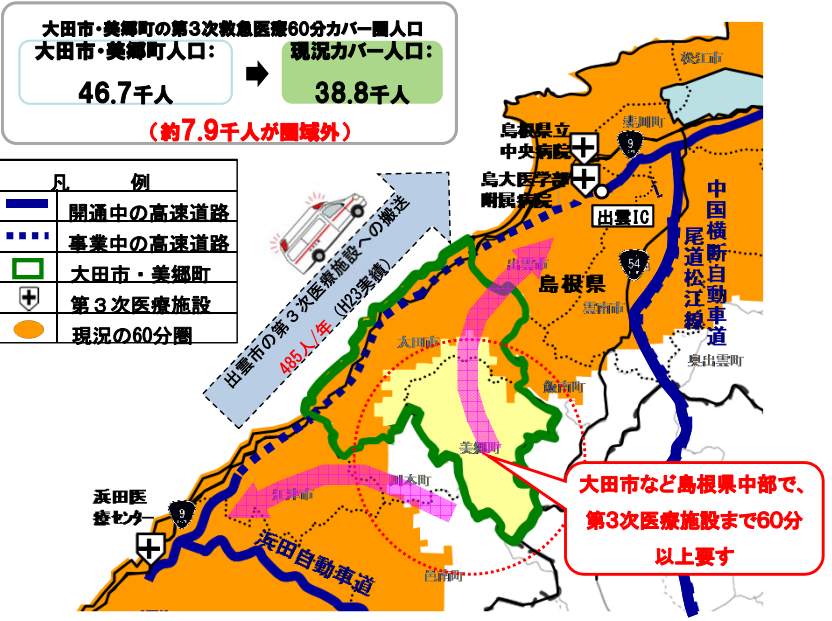 大田市・美郷町の第3次救急医療60分カバー圏人口
大田市・美郷町人口:
46.7千人
現況カバー人口:
38.8千人
(約7.9千人が圏域外)
凡 例
開通中の高速道路
事業中の高速道路
大田市・美郷町
第3次医療施設
現況の60分圏
出雲市の第3次医療施設への搬送
485人/年 (H23実績)
松江市
斐川町
島根県立
中央病院
9
島大医学部
附属病院
出雲IC
中国横断自動車道
尾道松江線
54
出雲市
島根県
雲南市
奥出雲町
大田市
飯南町
美郷町
川本町
江津市
浜田医
療センター
9
浜田自動車道
邑南町
大田市など島根県中部で、
第3次医療施設まで60分
以上要す